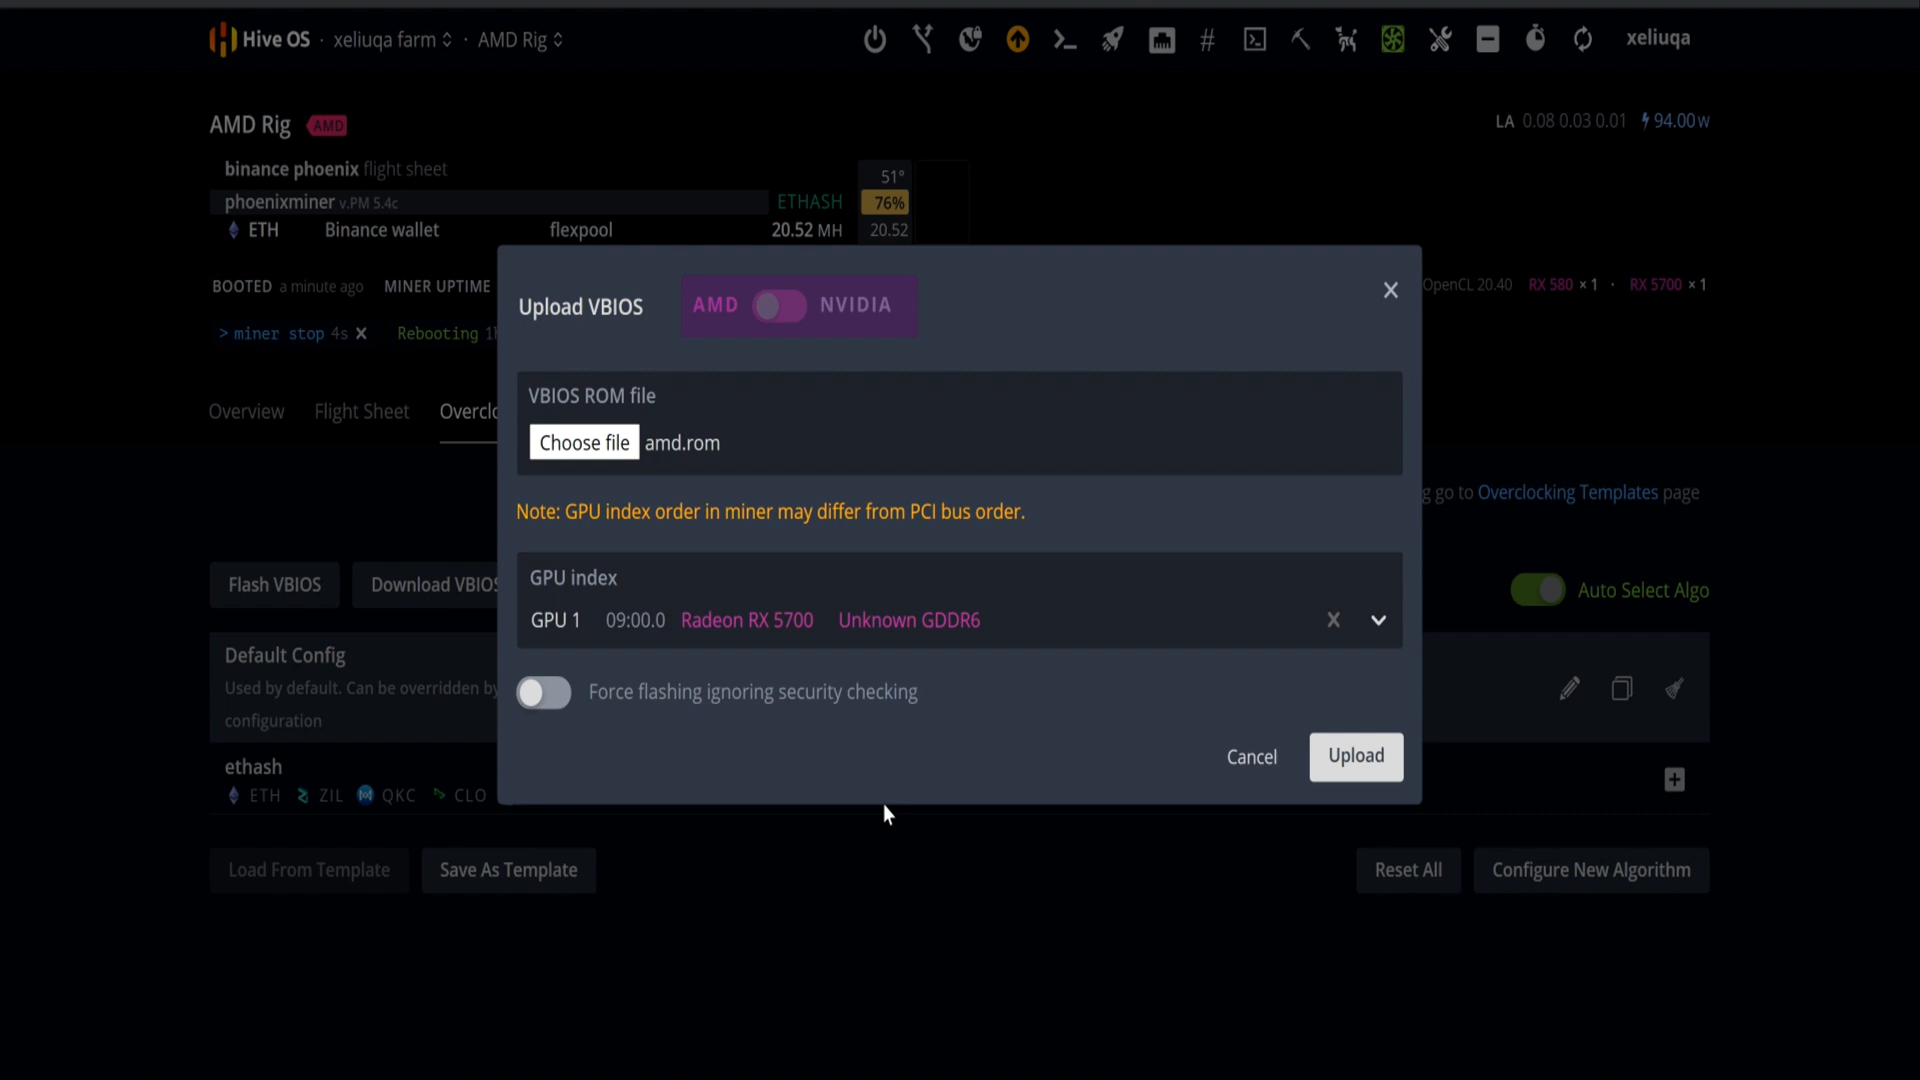 Hive OS · xeliuqa farm · AMD Rig
xeliuqa
AMD Rig AMD
LA 0.08 0.03 0.01 94.00 W
binance phoenix flight sheet
51°
phoenixminer v.PM 5.4c ETHASH 76%
ETH Binance wallet flexpool 20.52 MH 20.52
BOOTED a minute ago MINER UPTIME
OpenCL 20.40 RX 580 × 1 · RX 5700 × 1
> miner stop 4s X Rebooting
Overview Flight Sheet
Upload VBIOS AMD NVIDIA
VBIOS ROM file
Choose file amd.rom
Note: GPU index order in miner may differ from PCI bus order.
go to Overclocking Templates page
GPU index
GPU 1 09:00.0 Radeon RX 5700 Unknown GDDR6
Force flashing ignoring security checking
Cancel Upload
Flash VBIOS Download VBIOS
Auto Select Algo
Default Config
Used by default. Can be overridden by
configuration
ethash
ETH ZIL QKC CLO
Load From Template Save As Template Reset All Configure New Algorithm